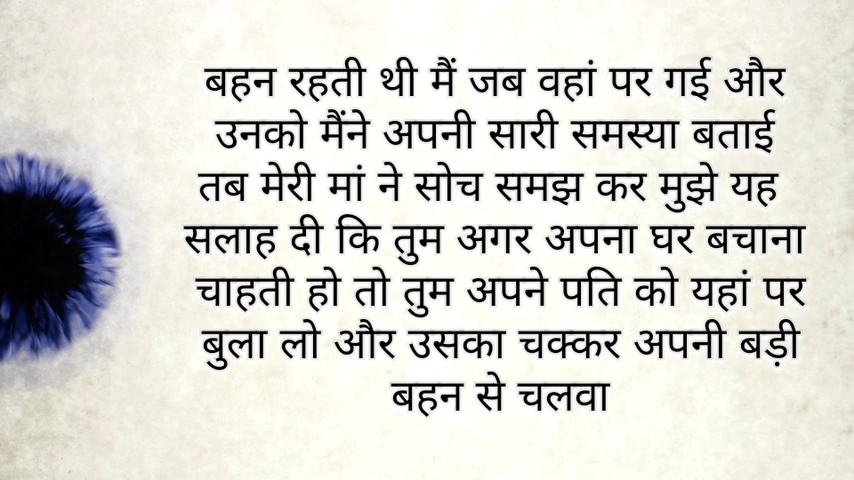 बहन रहती थी मैं जब वहां पर गई और
उनको मैंने अपनी सारी समस्या बताई
तब मेरी मां ने सोच समझ कर मुझे यह
सलाह दी कि तुम अगर अपना घर बचाना
चाहती हो तो तुम अपने पति को यहां पर
बुला लो और उसका चक्कर अपनी बड़ी
बहन से चलवा